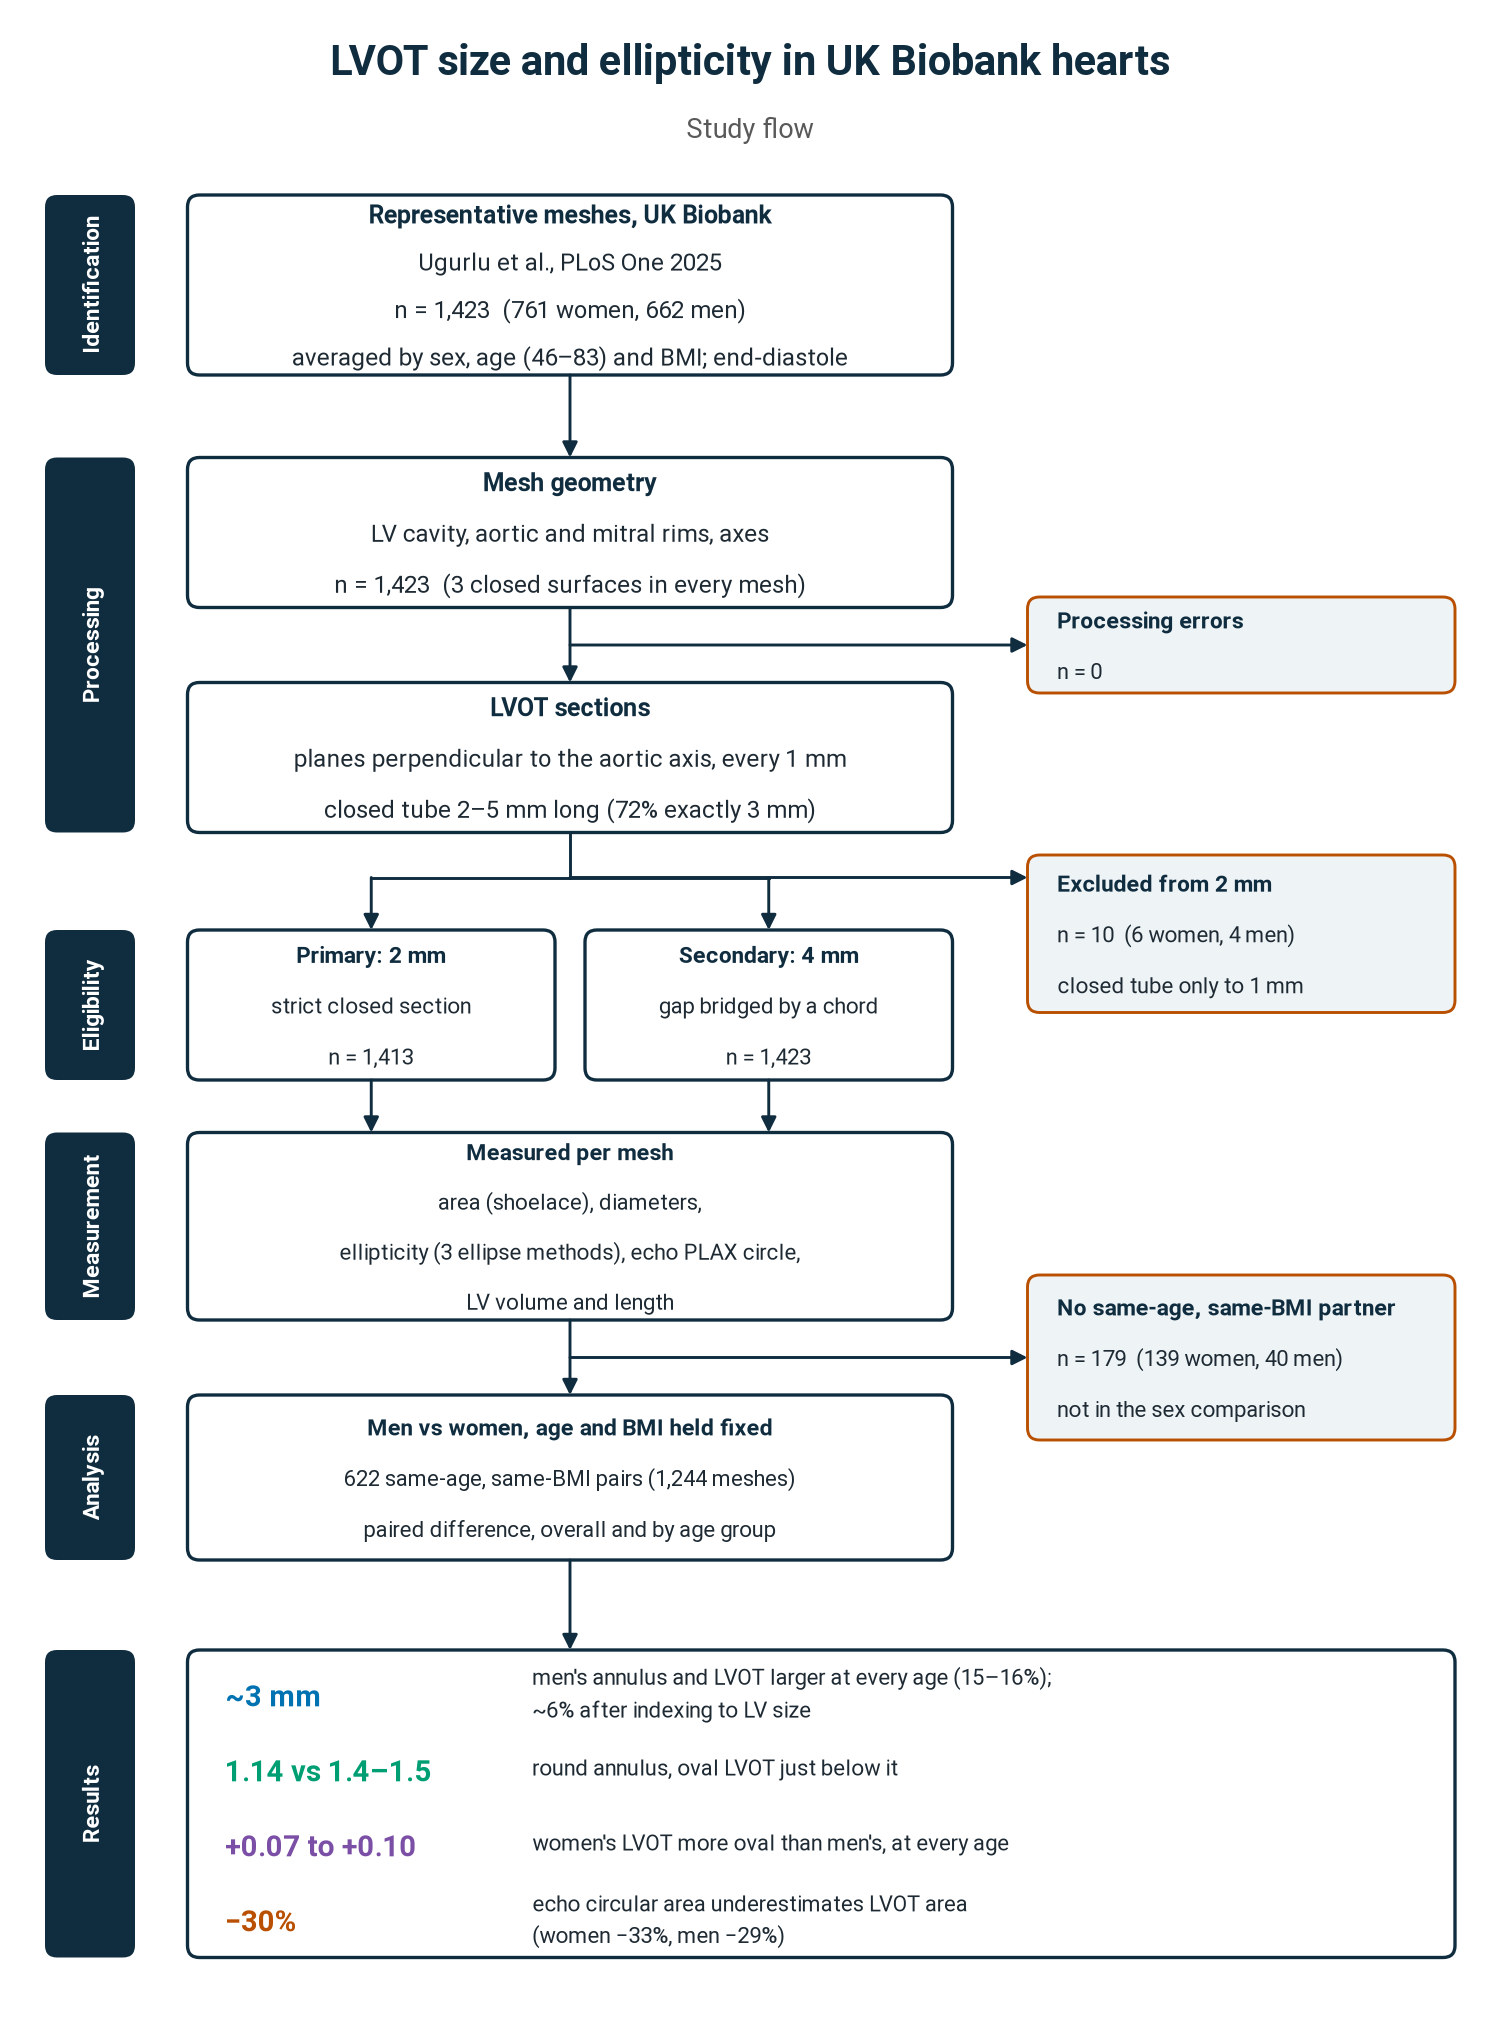 LVOT size and ellipticity in UK Biobank hearts
Study flow
Identification
Representative meshes, UK Biobank
Ugurlu et al., PLoS One 2025
n = 1,423 (761 women, 662 men)
averaged by sex, age (46–83) and BMI; end-diastole
Processing
Mesh geometry
LV cavity, aortic and mitral rims, axes
n = 1,423 (3 closed surfaces in every mesh)
Processing errors
n = 0
LVOT sections
planes perpendicular to the aortic axis, every 1 mm
closed tube 2–5 mm long (72% exactly 3 mm)
Excluded from 2 mm
n = 10 (6 women, 4 men)
closed tube only to 1 mm
Eligibility
Primary: 2 mm
strict closed section
n = 1,413
Secondary: 4 mm
gap bridged by a chord
n = 1,423
Measurement
Measured per mesh
area (shoelace), diameters,
ellipticity (3 ellipse methods), echo PLAX circle,
LV volume and length
No same-age, same-BMI partner
n = 179 (139 women, 40 men)
not in the sex comparison
Analysis
Men vs women, age and BMI held fixed
622 same-age, same-BMI pairs (1,244 meshes)
paired difference, overall and by age group
Results
~3 mm
men's annulus and LVOT larger at every age (15–16%);
~6% after indexing to LV size
1.14 vs 1.4–1.5
round annulus, oval LVOT just below it
+0.07 to +0.10
women's LVOT more oval than men's, at every age
−30%
echo circular area underestimates LVOT area
(women −33%, men −29%)